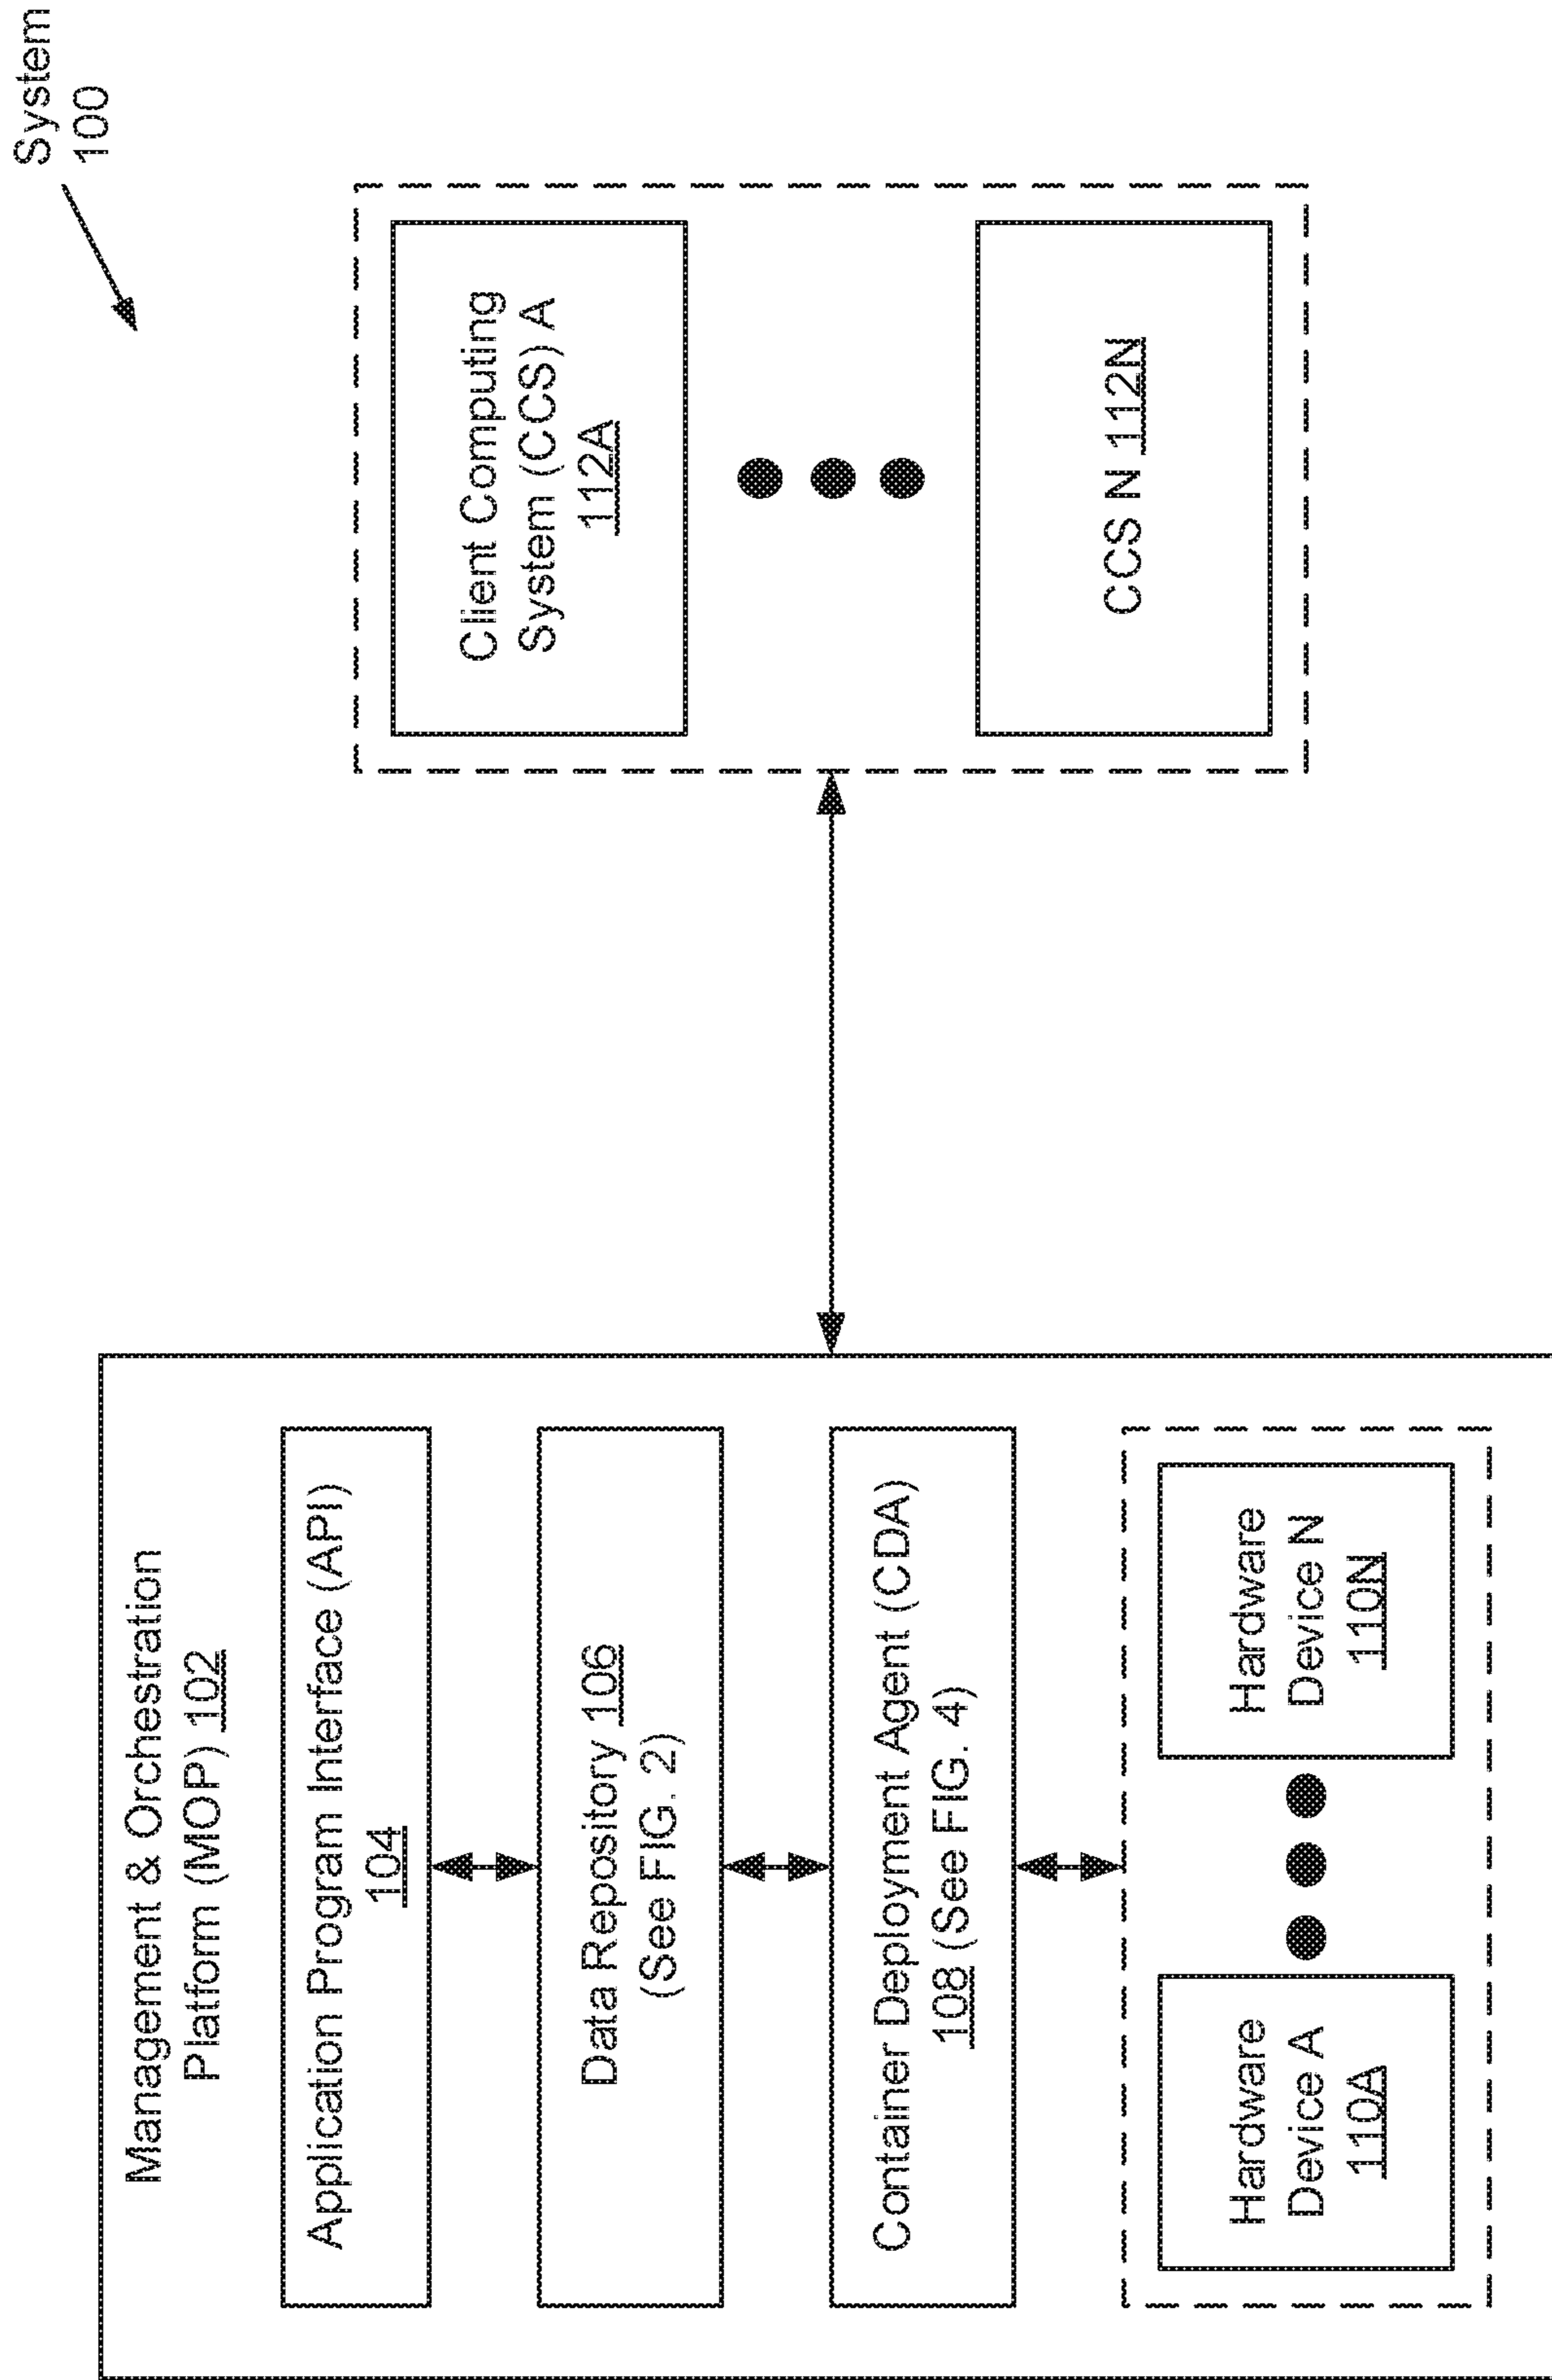 System
100
Management & Orchestration
Platform (MOP) 102
Application Program Interface (API)
104
Data Repository 106
(See FIG. 2)
Container Deployment Agent (CDA)
108 (See FIG. 4)
Hardware
Device A
110A
Hardware
Device N
110N
Client Computing
System (CCS) A
112A
CCS N 112N